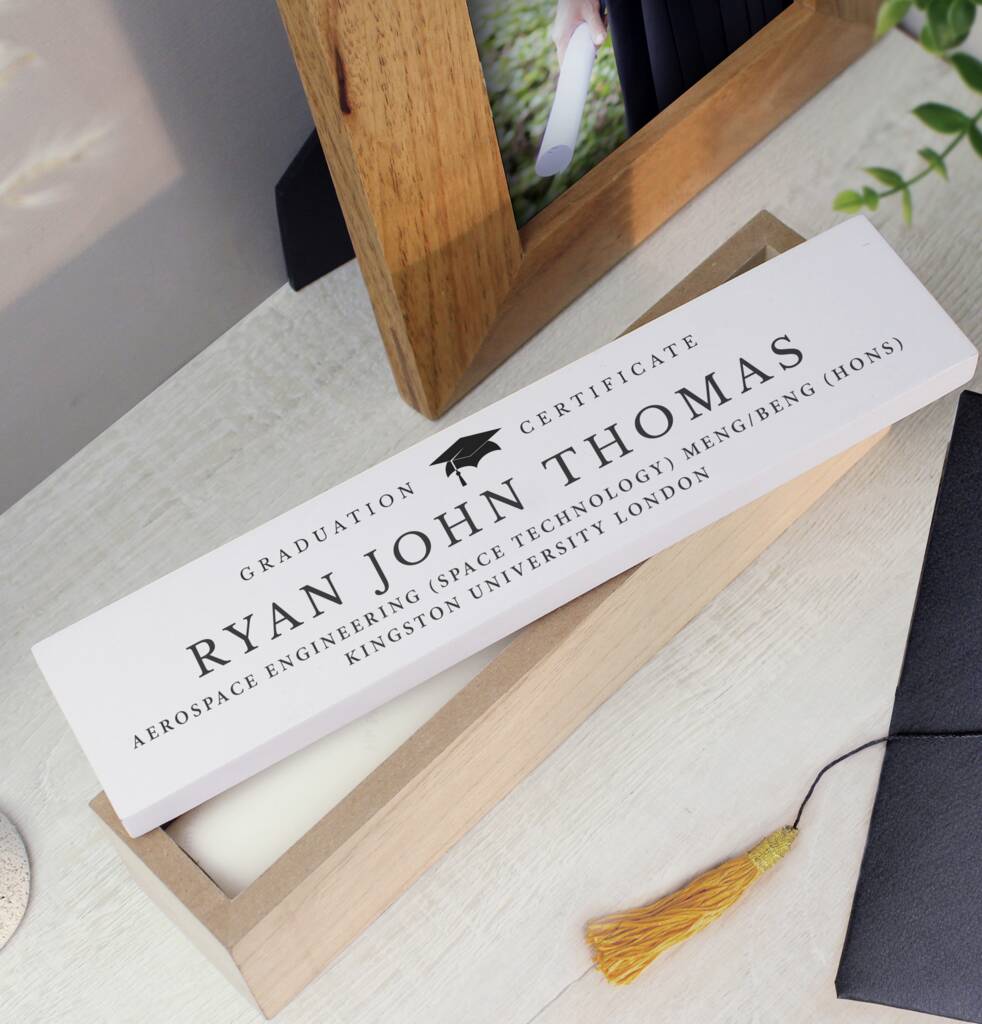 GRADUATION CERTIFICATE
RYAN JOHN THOMAS
AEROSPACE ENGINEERING (SPACE TECHNOLOGY) MENG/BENG (HONS)
KINGSTON UNIVERSITY LONDON